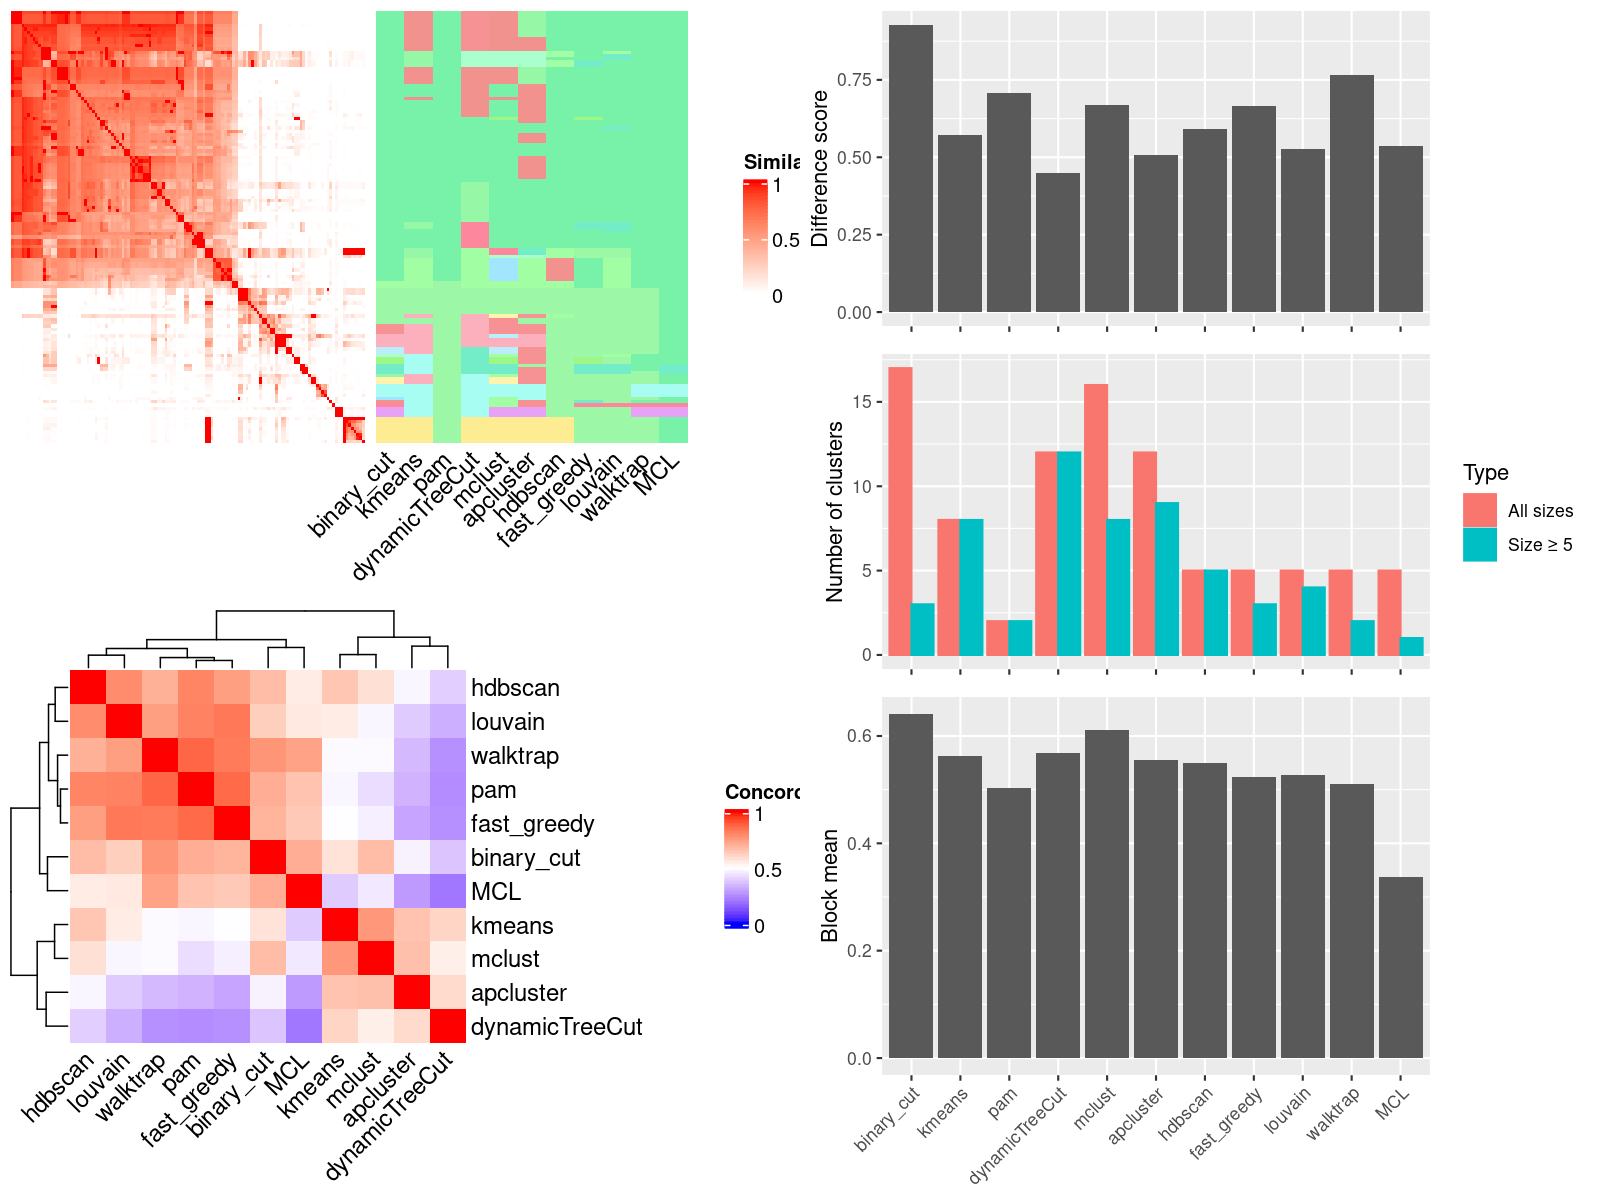 Simila
1
0.5
0
binary_cut
kmeans
pam
dynamicTreeCut
mclust
apcluster
hdbscan
fast_greedy
louvain
walktrap
MCL
Difference score
0.75
0.50
0.25
0.00
Number of clusters
15
10
5
0
Type
All sizes
Size ≥ 5
hdbscan
louvain
walktrap
pam
fast_greedy
binary_cut
MCL
kmeans
mclust
apcluster
dynamicTreeCut
hdbscan
louvain
walktrap
pam
fast_greedy
binary_cut
MCL
kmeans
mclust
apcluster
dynamicTreeCut
Concord
1
0.5
0
Block mean
0.6
0.4
0.2
0.0
binary_cut
kmeans
pam
dynamicTreeCut
mclust
apcluster
hdbscan
fast_greedy
louvain
walktrap
MCL